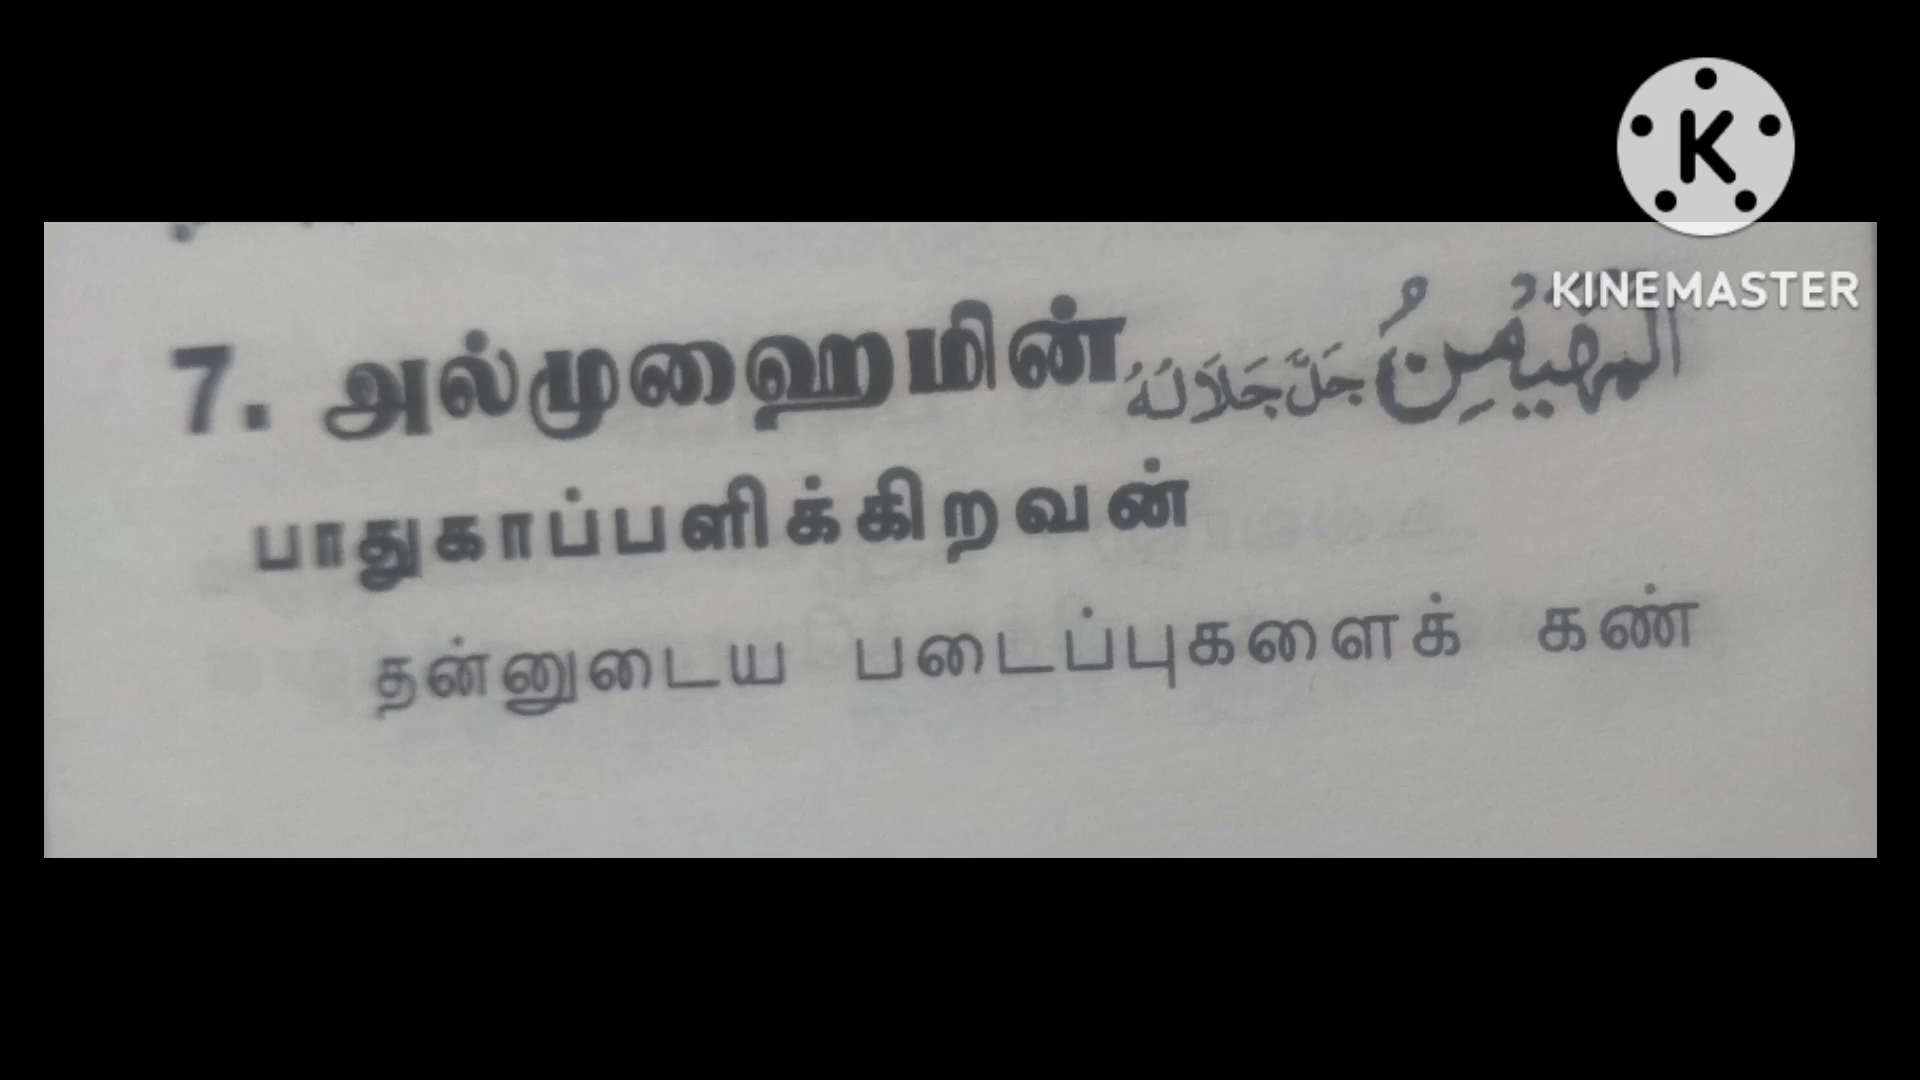 K
KINEMASTER
7. அல்முஹைமின் الْمُهَيْمِنُ جَلَّ جَلَالُهُ
பாதுகாப்பளிக்கிறவன்
தன்னுடைய படைப்புகளைக் கண்